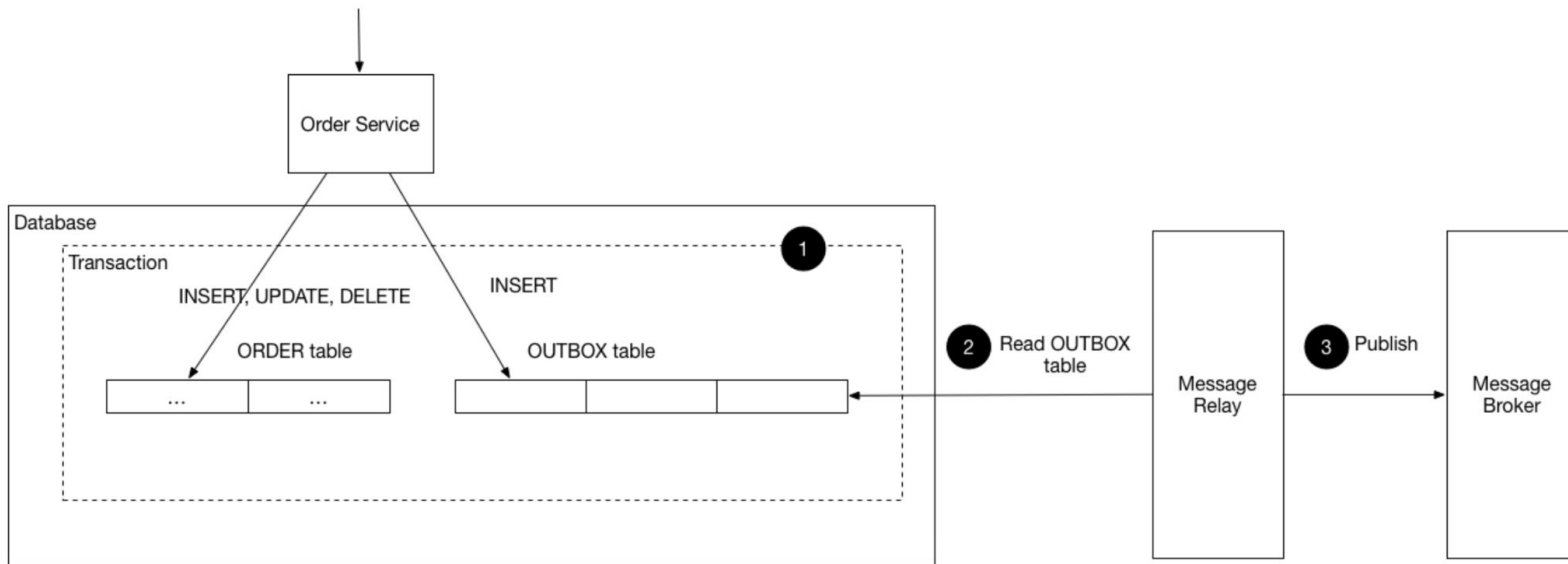 Order Service
Database
Transaction
1
INSERT, UPDATE, DELETE
INSERT
ORDER table
OUTBOX table
...
...
2
Read OUTBOX
table
Message
Relay
3
Publish
Message
Broker